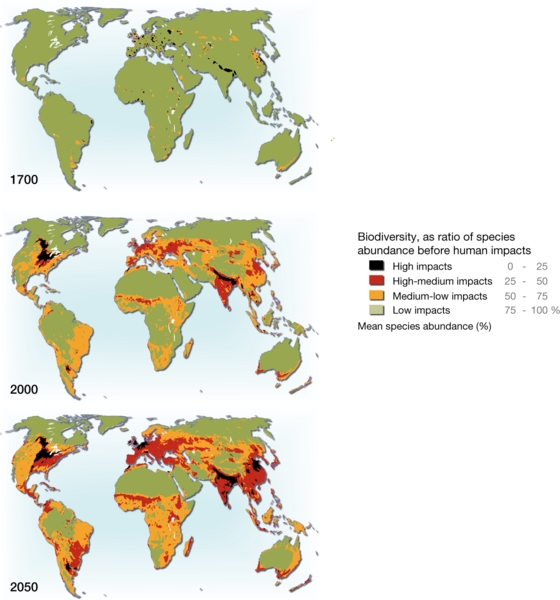 1700
2000
2050
Biodiversity, as ratio of species
abundance before human impacts
High impacts 0 - 25
High-medium impacts 25 - 50
Medium-low impacts 50 - 75
Low impacts 75 - 100 %
Mean species abundance (%)